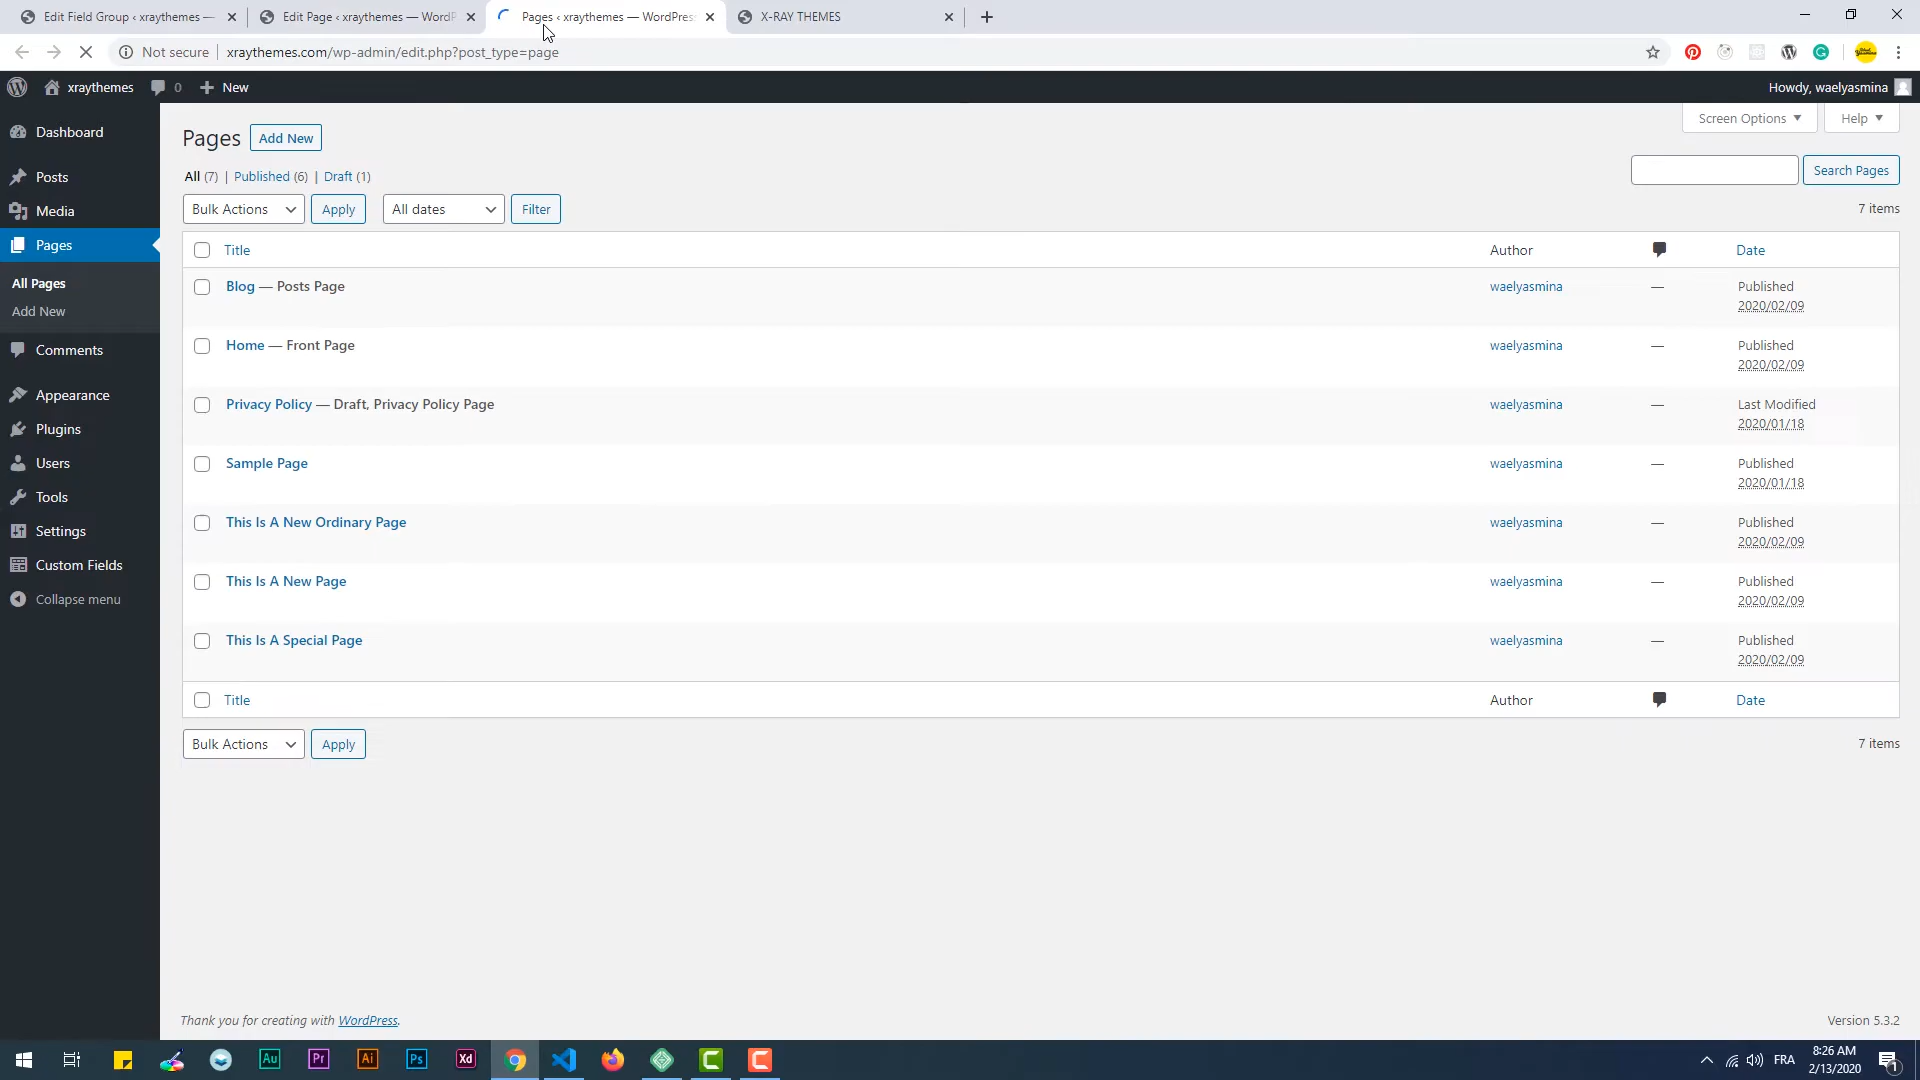 Edit Field Group ‹ xraythemes —
Edit Page ‹ xraythemes — WordP
Pages ‹ xraythemes — WordPres
X-RAY THEMES
Not secure
xraythemes.com/wp-admin/edit.php?post_type=page
xraythemes
0
New
Howdy, waelyasmina
Dashboard
Posts
Media
Pages
All Pages
Add New
Comments
Appearance
Plugins
Users
Tools
Settings
Custom Fields
Collapse menu
Screen Options
Help
Pages
Add New
All (7) | Published (6) | Draft (1)
Search Pages
Bulk Actions
Apply
All dates
Filter
7 items
Title
Author
Date
Blog — Posts Page
waelyasmina
—
Published
2020/02/09
Home — Front Page
waelyasmina
—
Published
2020/02/09
Privacy Policy — Draft, Privacy Policy Page
waelyasmina
—
Last Modified
2020/01/18
Sample Page
waelyasmina
—
Published
2020/01/18
This Is A New Ordinary Page
waelyasmina
—
Published
2020/02/09
This Is A New Page
waelyasmina
—
Published
2020/02/09
This Is A Special Page
waelyasmina
—
Published
2020/02/09
Title
Author
Date
Bulk Actions
Apply
7 items
Thank you for creating with WordPress.
Version 5.3.2
Au
Pr
Ai
Ps
Xd
FRA
8:26 AM
2/13/2020
1